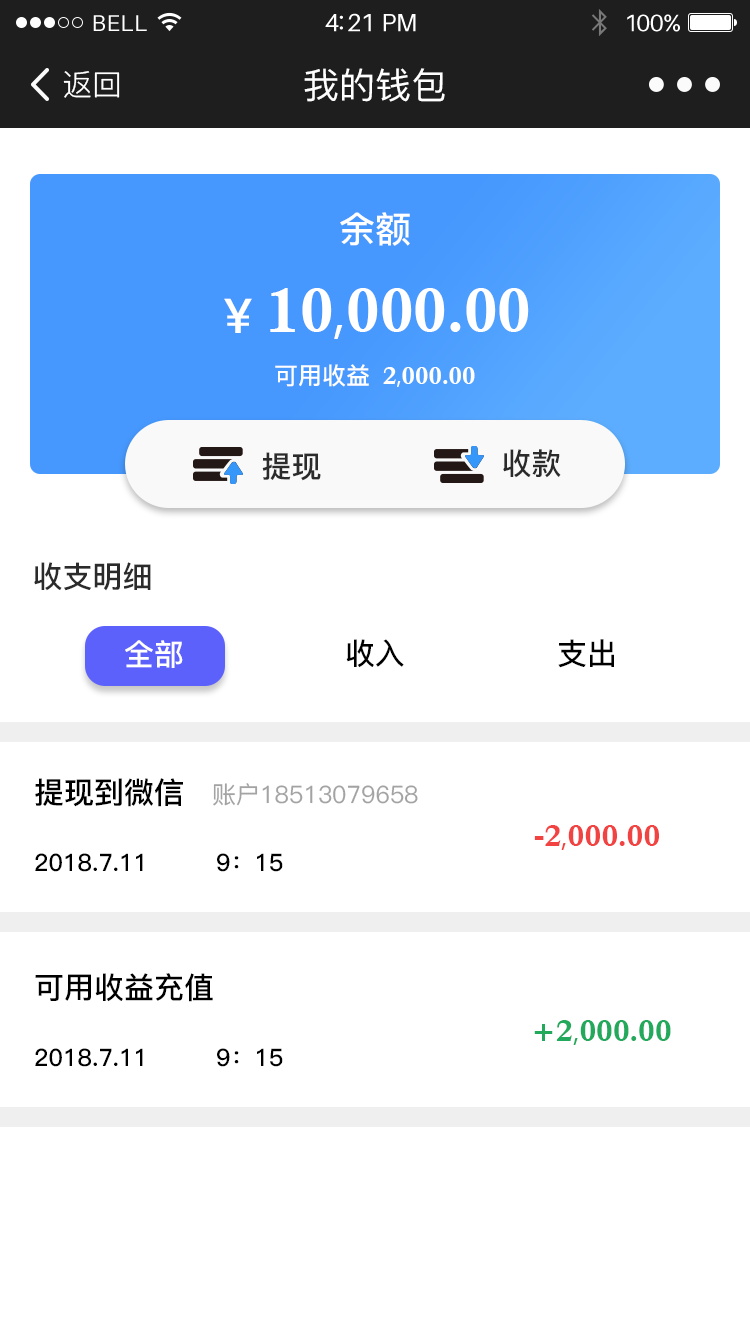 BELL 4:21 PM 100%
返回 我的钱包
余额
¥ 10,000.00
可用收益 2,000.00
提现 收款
收支明细
全部 收入 支出
提现到微信 账户18513079658
-2,000.00
2018.7.11 9：15
可用收益充值
+2,000.00
2018.7.11 9：15